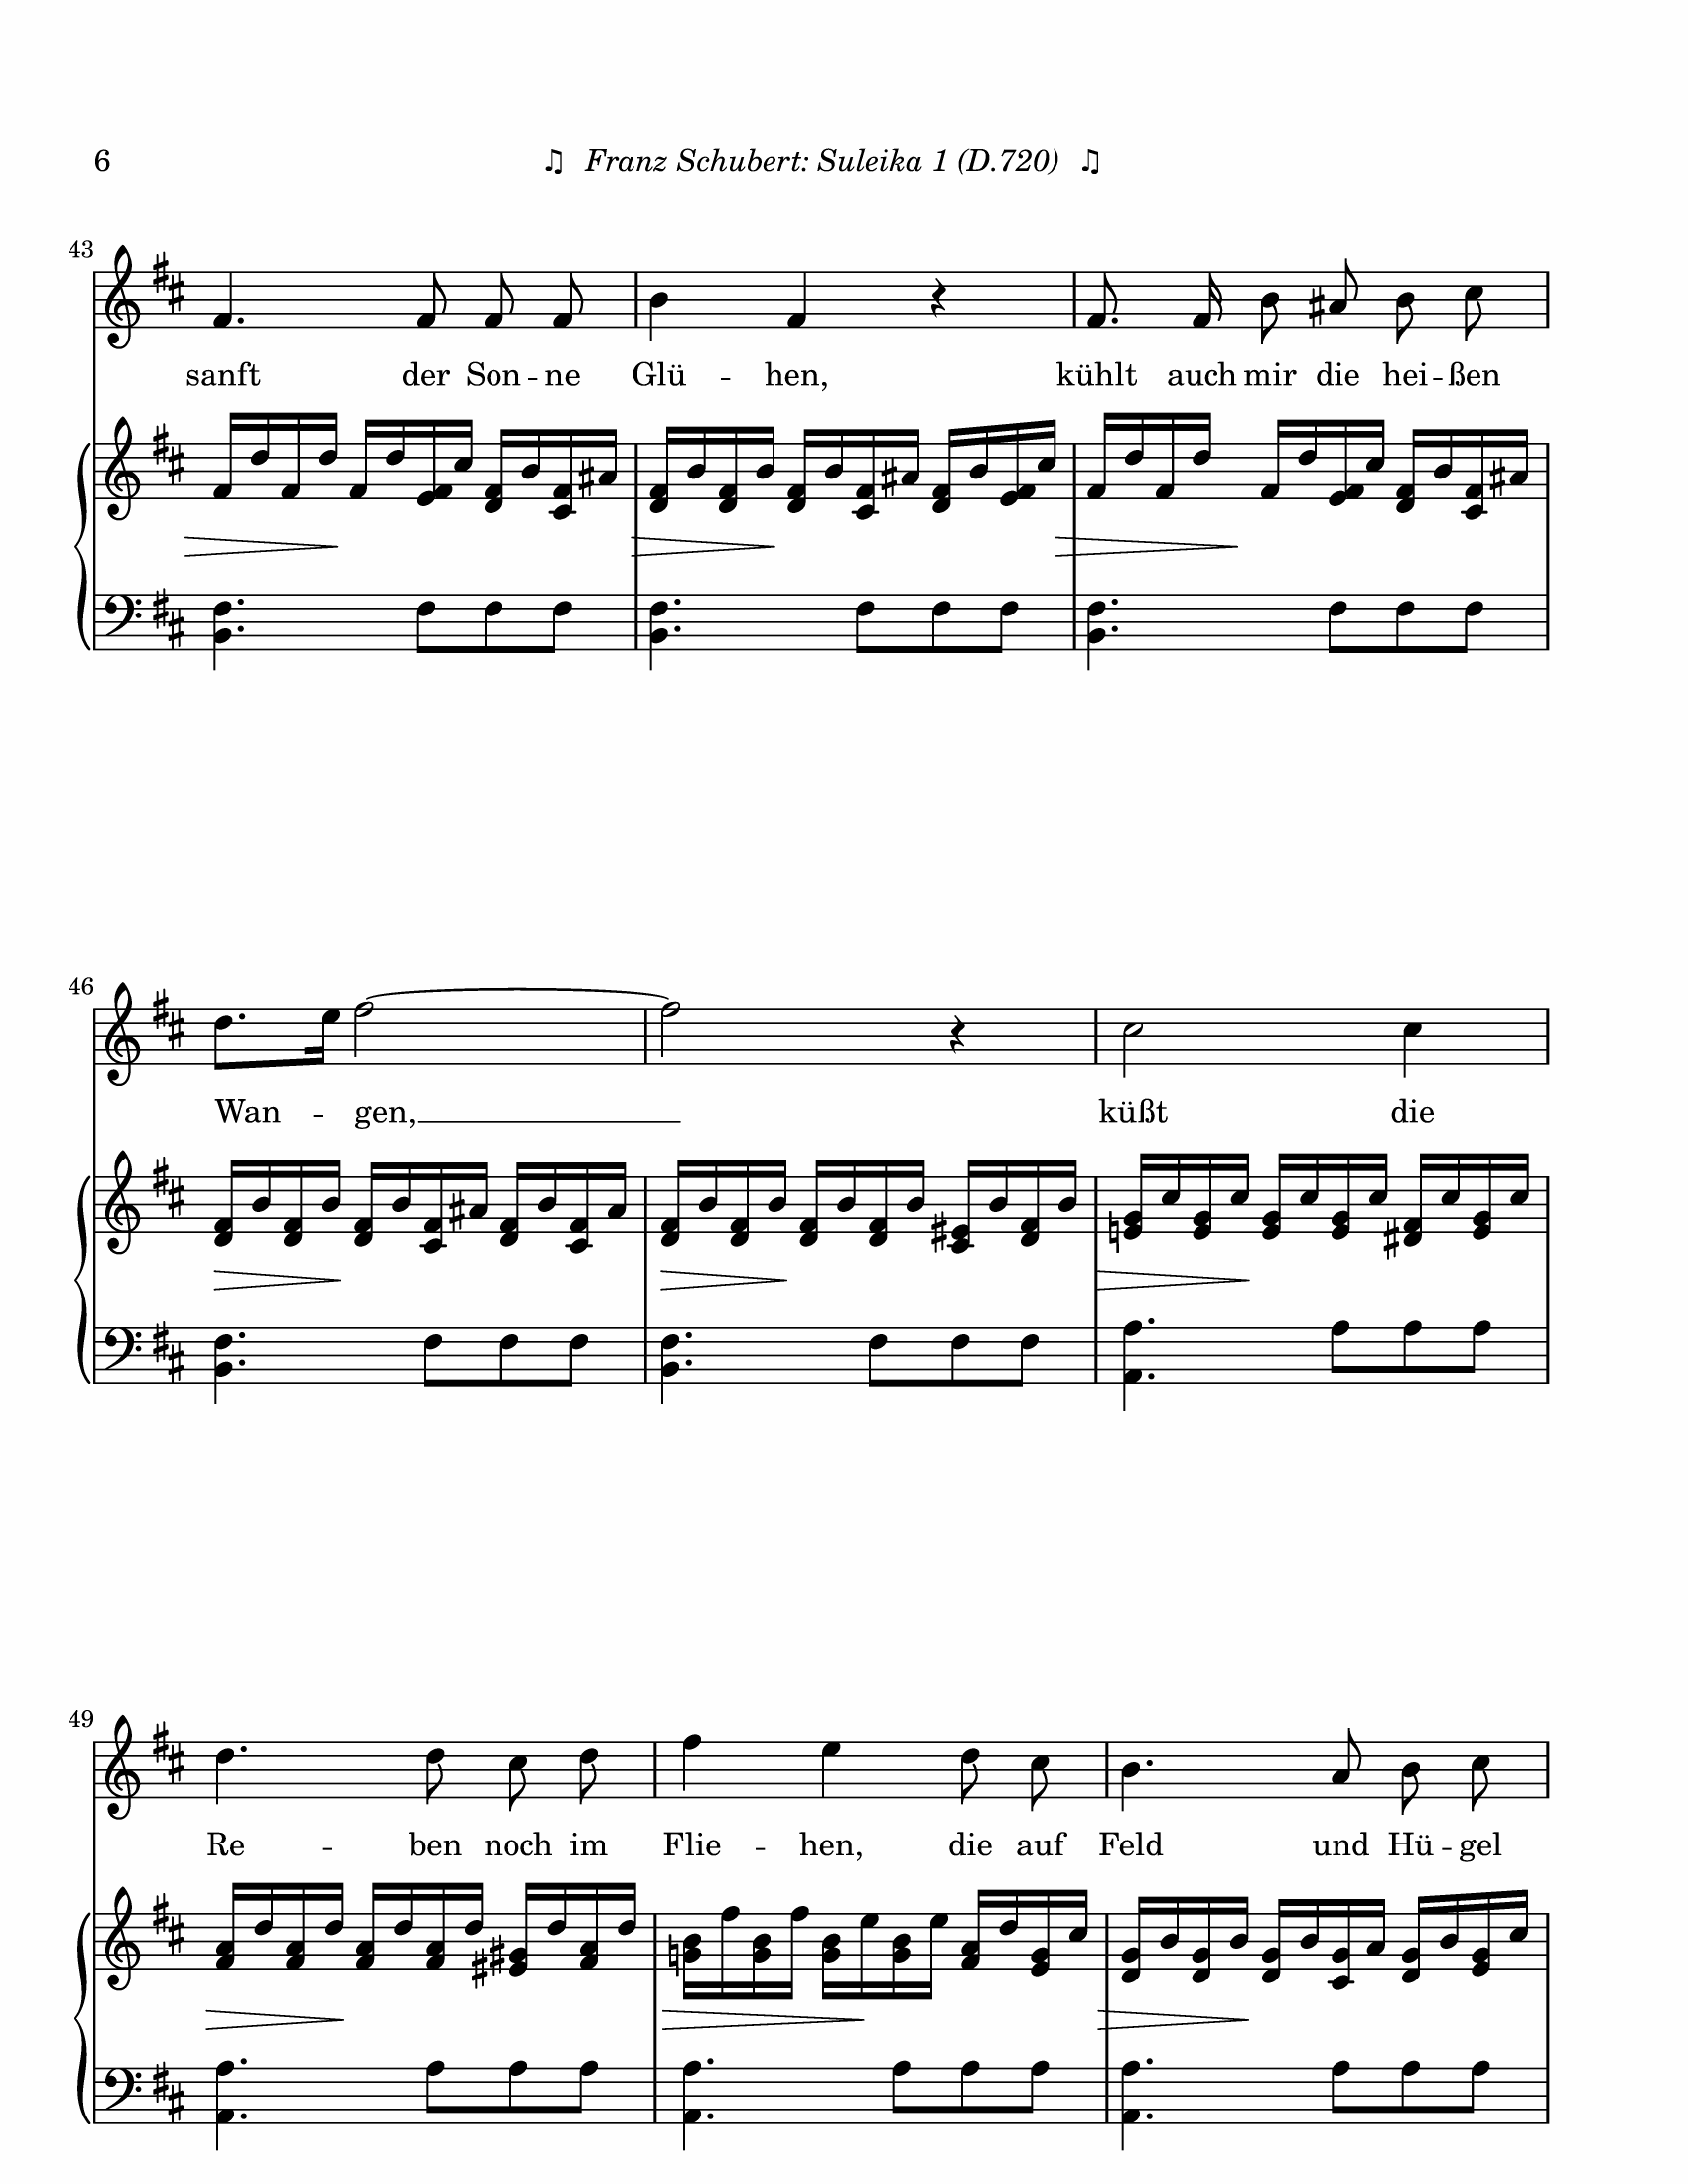 6 ♫ Franz Schubert: Suleika 1 (D.720) ♫
43
sanft der Son -- ne Glü -- hen, kühlt auch mir die hei -- ßen
46
Wan -- gen, __ küßt die
49
Re -- ben noch im Flie -- hen, die auf Feld und Hü -- gel